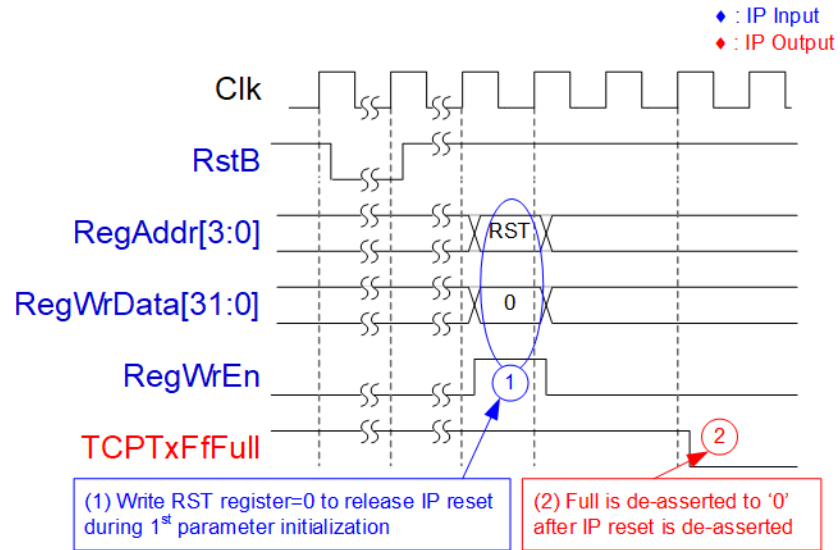 ♦ : IP Input
♦ : IP Output
Clk
RstB
RegAddr[3:0]
RST
RegWrData[31:0]
0
RegWrEn
1
TCPTxFfFull
2
(1) Write RST register=0 to release IP reset
during 1st parameter initialization
(2) Full is de-asserted to ‘0’
after IP reset is de-asserted